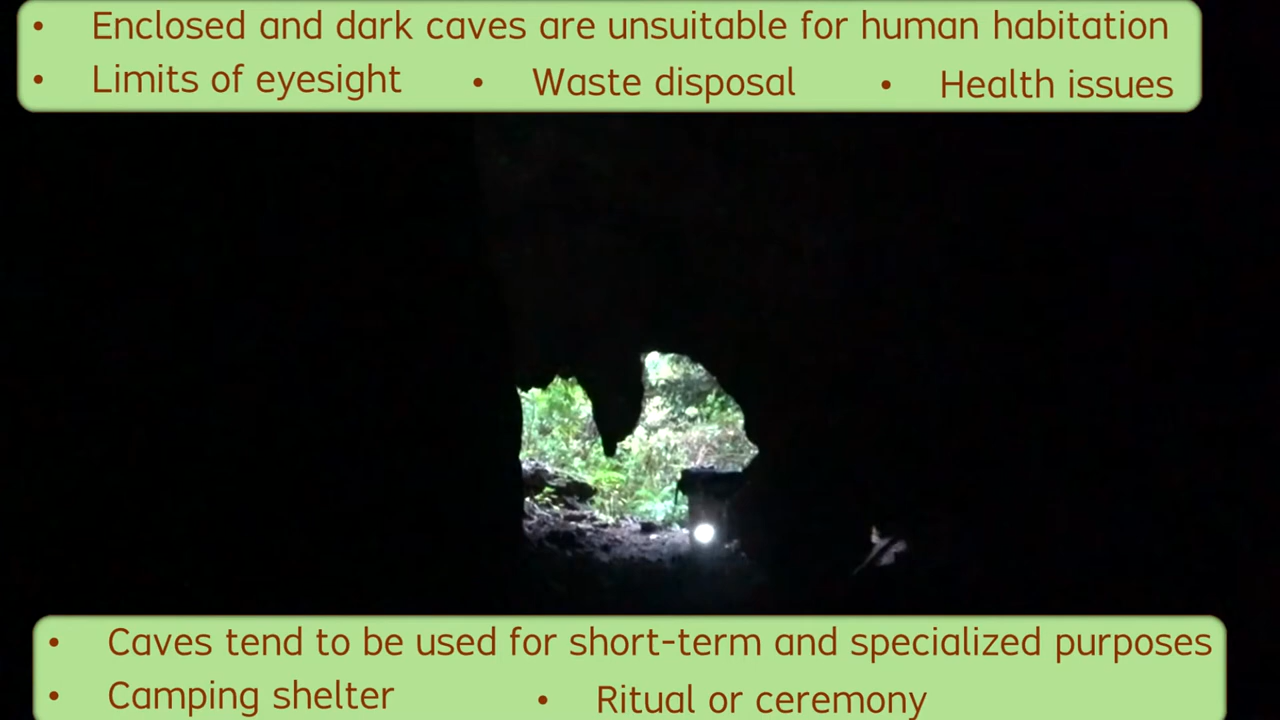 • Enclosed and dark caves are unsuitable for human habitation
• Limits of eyesight • Waste disposal • Health issues
• Caves tend to be used for short-term and specialized purposes
• Camping shelter • Ritual or ceremony